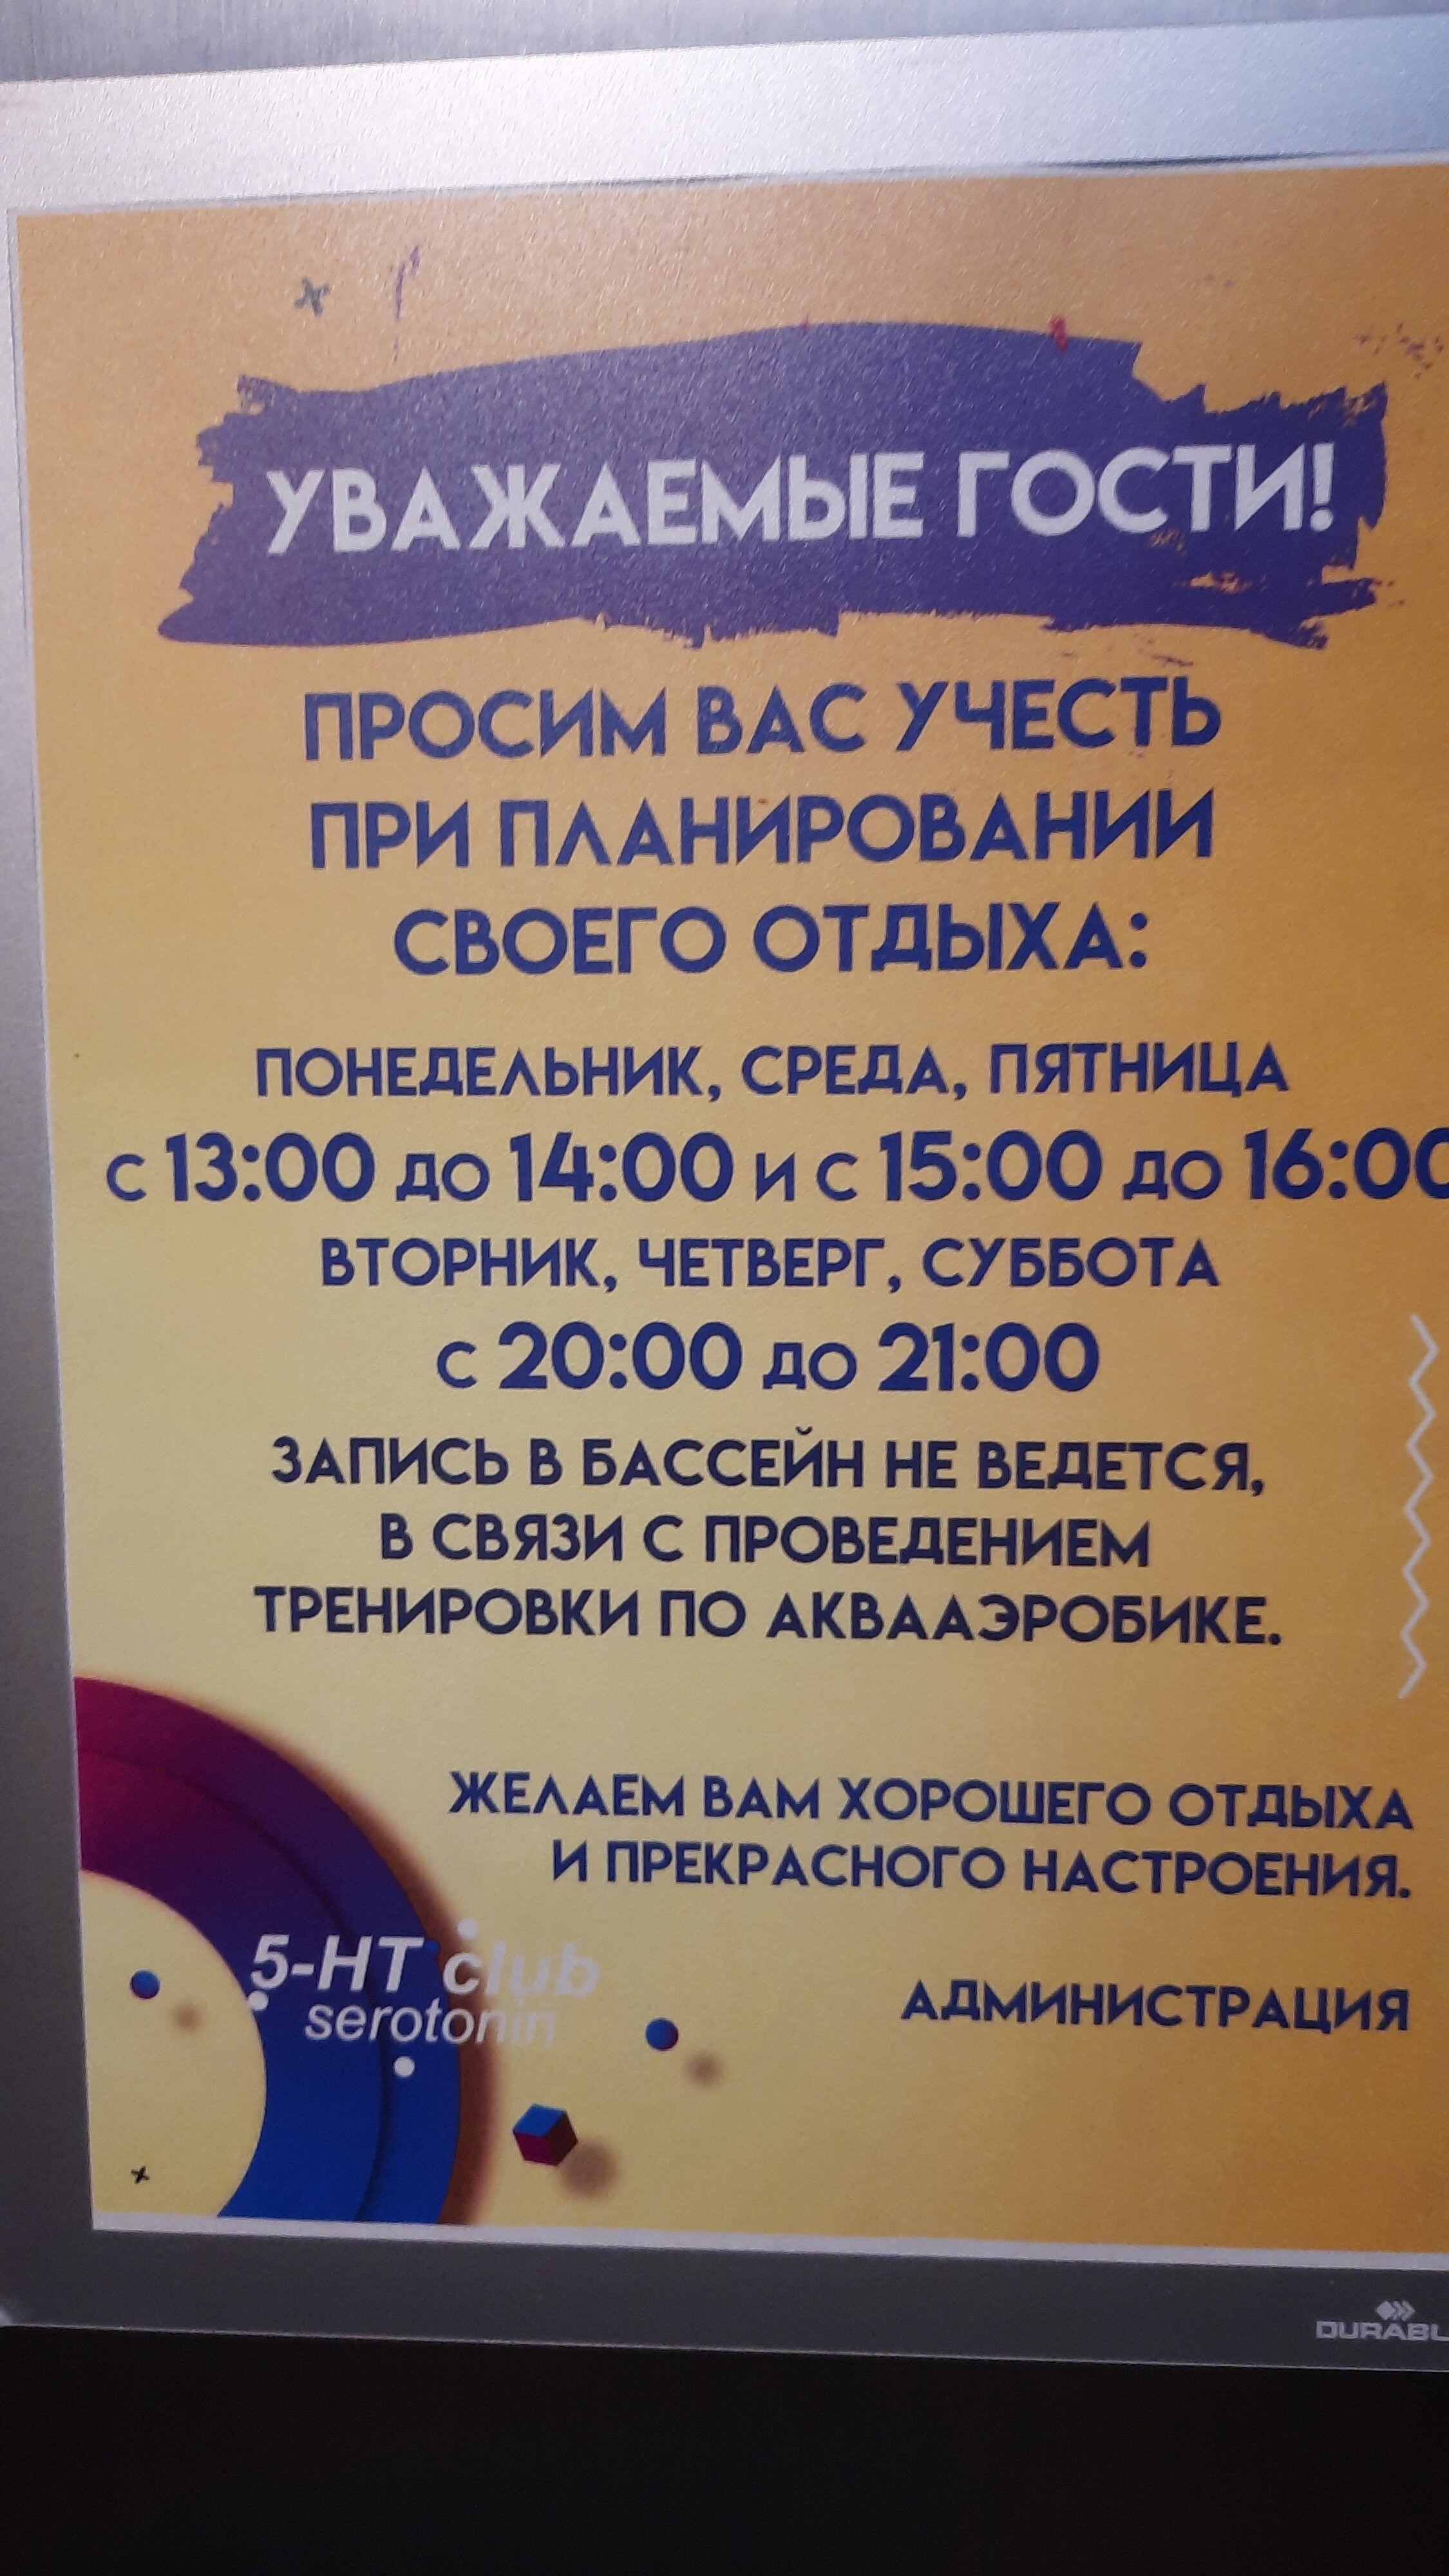 УВАЖАЕМЫЕ ГОСТИ!
ПРОСИМ ВАС УЧЕСТЬ
ПРИ ПЛАНИРОВАНИИ
СВОЕГО ОТДЫХА:
ПОНЕДЕЛЬНИК, СРЕДА, ПЯТНИЦА
С 13:00 ДО 14:00 И С 15:00 ДО 16:00
ВТОРНИК, ЧЕТВЕРГ, СУББОТА
С 20:00 ДО 21:00
ЗАПИСЬ В БАССЕЙН НЕ ВЕДЕТСЯ,
В СВЯЗИ С ПРОВЕДЕНИЕМ
ТРЕНИРОВКИ ПО АКВААЭРОБИКЕ.
ЖЕЛАЕМ ВАМ ХОРОШЕГО ОТДЫХА
И ПРЕКРАСНОГО НАСТРОЕНИЯ.
5-HT club
serotonin
АДМИНИСТРАЦИЯ
DURABL